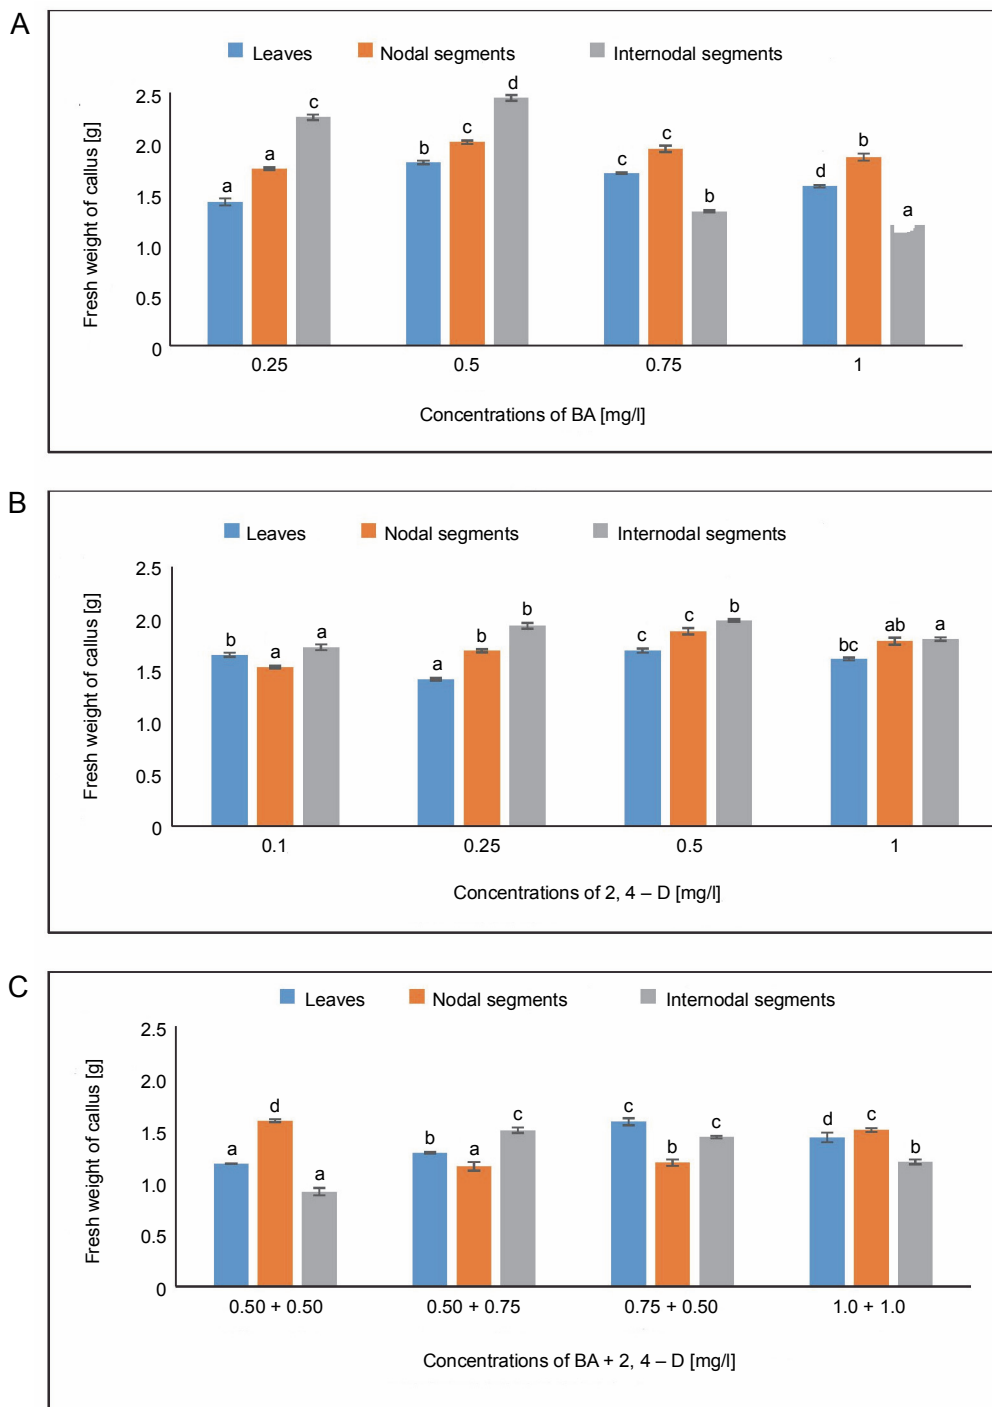 A
Leaves Nodal segments Internodal segments
Fresh weight of callus [g]
2.5
2.0
1.5
1.0
0.5
0
a a c
b c d
c c b
d b a
0.25 0.5 0.75 1
Concentrations of BA [mg/l]
B
Leaves Nodal segments Internodal segments
Fresh weight of callus [g]
2.5
2.0
1.5
1.0
0.5
0
b a a
a b b
c c b
bc ab a
0.1 0.25 0.5 1
Concentrations of 2, 4 – D [mg/l]
C
Leaves Nodal segments Internodal segments
Fresh weight of callus [g]
2.5
2.0
1.5
1.0
0.5
0
a d a
b a c
c b c
d c b
0.50 + 0.50 0.50 + 0.75 0.75 + 0.50 1.0 + 1.0
Concentrations of BA + 2, 4 – D [mg/l]